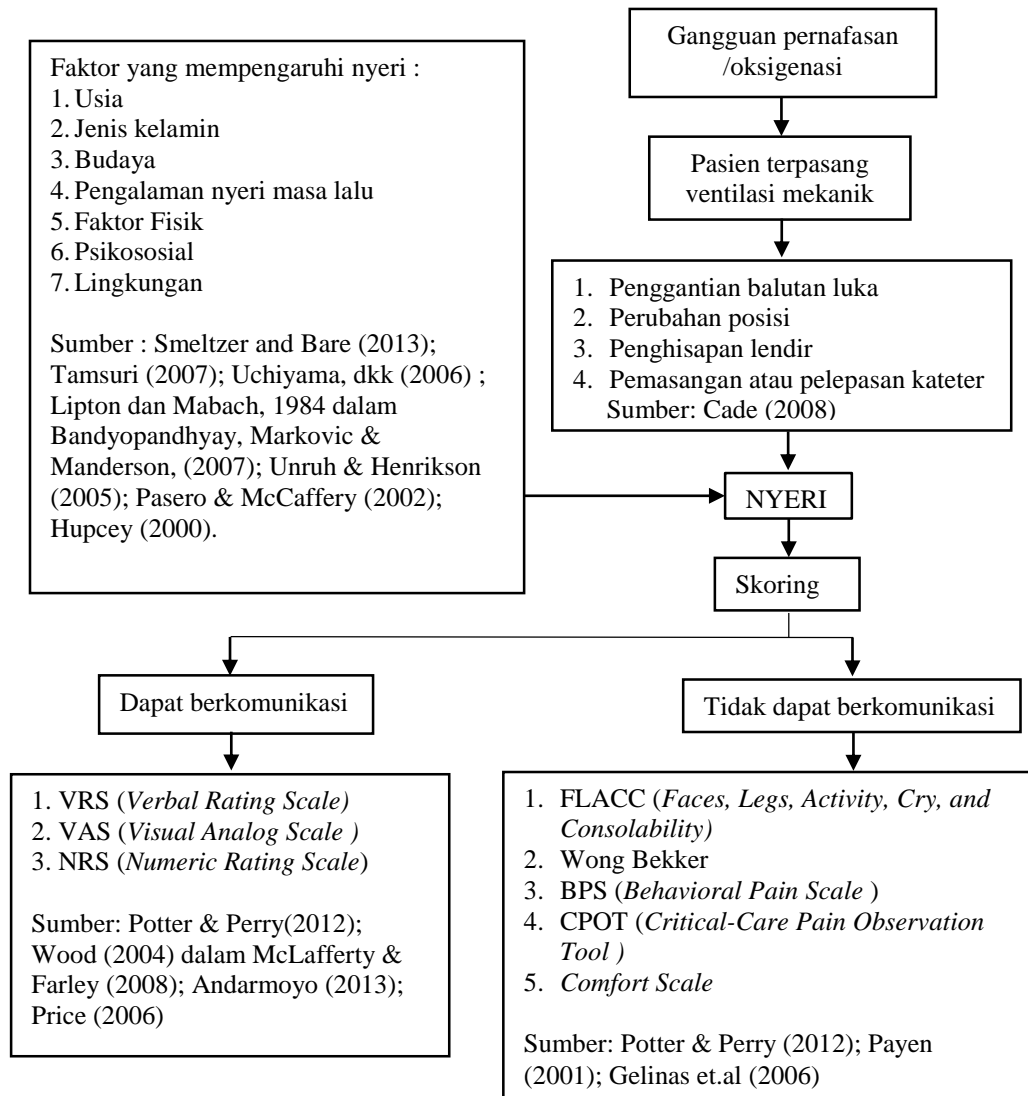 Faktor yang mempengaruhi nyeri :
1. Usia
2. Jenis kelamin
3. Budaya
4. Pengalaman nyeri masa lalu
5. Faktor Fisik
6. Psikososial
7. Lingkungan
Sumber : Smeltzer and Bare (2013);
Tamsuri (2007); Uchiyama, dkk (2006) ;
Lipton dan Mabach, 1984 dalam
Bandyopandhyay, Markovic &
Manderson, (2007); Unruh & Henrikson
(2005); Pasero & McCaffery (2002);
Hupcey (2000).
Gangguan pernafasan
/oksigenasi
Pasien terpasang
ventilasi mekanik
1. Penggantian balutan luka
2. Perubahan posisi
3. Penghisapan lendir
4. Pemasangan atau pelepasan kateter
Sumber: Cade (2008)
NYERI
Skoring
Dapat berkomunikasi
Tidak dapat berkomunikasi
1. VRS (Verbal Rating Scale)
2. VAS (Visual Analog Scale )
3. NRS (Numeric Rating Scale)
Sumber: Potter & Perry(2012);
Wood (2004) dalam McLafferty &
Farley (2008); Andarmoyo (2013);
Price (2006)
1. FLACC (Faces, Legs, Activity, Cry, and
Consolability)
2. Wong Bekker
3. BPS (Behavioral Pain Scale )
4. CPOT (Critical-Care Pain Observation
Tool )
5. Comfort Scale
Sumber: Potter & Perry (2012); Payen
(2001); Gelinas et.al (2006)